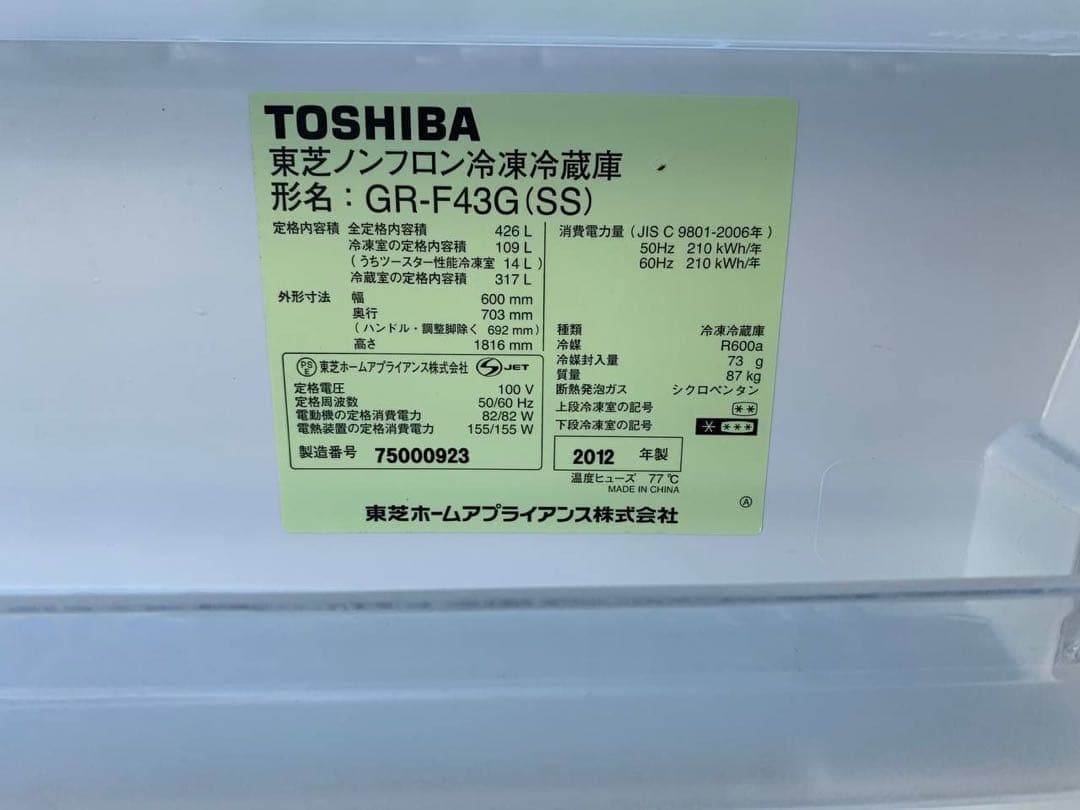 TOSHIBA
東芝ノンフロン冷凍冷蔵庫
形名：GR-F43G(SS)
定格内容積 全定格内容積 426 L
冷凍室の定格内容積 109 L
(うちツースター性能冷凍室 14 L)
冷蔵室の定格内容積 317 L
外形寸法 幅 600 mm
奥行 703 mm
(ハンドル・調整脚除く 692 mm)
高さ 1816 mm
PS E 東芝ホームアプライアンス株式会社 S JET
定格電圧 100 V
定格周波数 50/60 Hz
電動機の定格消費電力 82/82 W
電熱装置の定格消費電力 155/155 W
製造番号 75000923
消費電力量 (JIS C 9801-2006年)
50Hz 210 kWh/年
60Hz 210 kWh/年
種類 冷凍冷蔵庫
冷媒 R600a
冷媒封入量 73 g
質量 87 kg
断熱発泡ガス シクロペンタン
上段冷凍室の記号 **
下段冷凍室の記号 * ***
2012 年製
温度ヒューズ 77℃
MADE IN CHINA
Ⓐ
東芝ホームアプライアンス株式会社